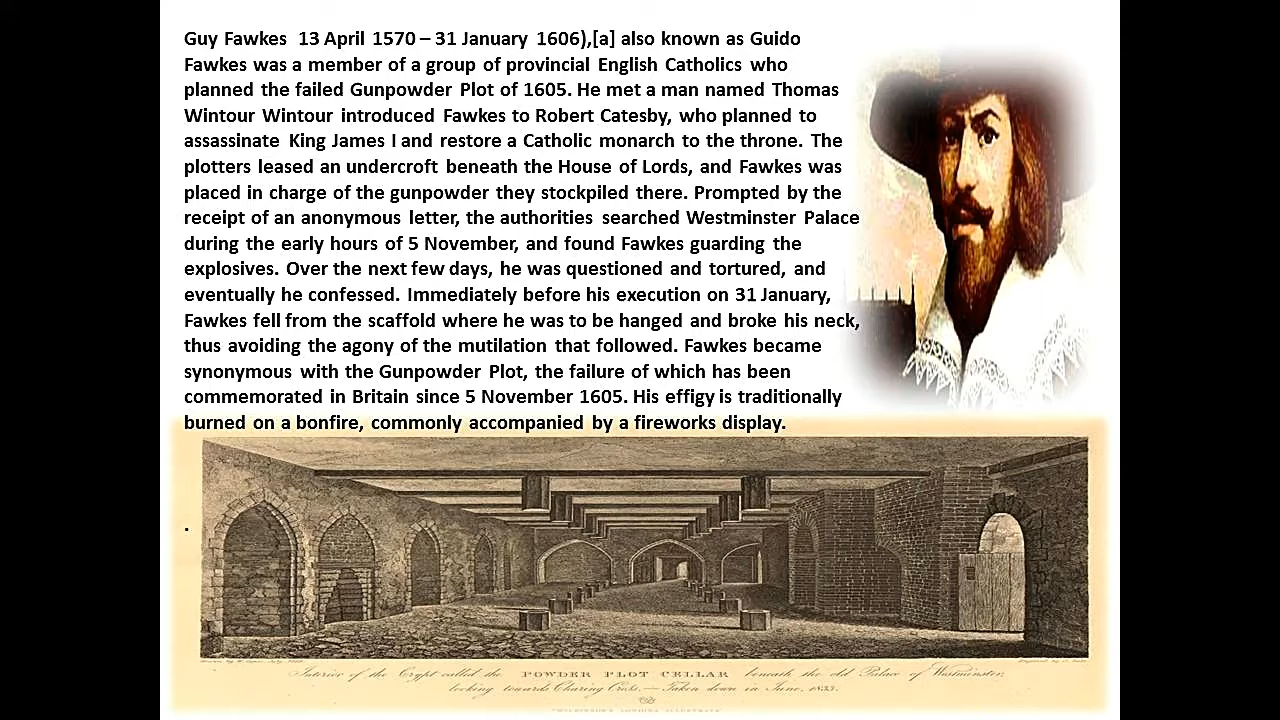 Guy Fawkes 13 April 1570 – 31 January 1606),[a] also known as Guido
Fawkes was a member of a group of provincial English Catholics who
planned the failed Gunpowder Plot of 1605. He met a man named Thomas
Wintour Wintour introduced Fawkes to Robert Catesby, who planned to
assassinate King James I and restore a Catholic monarch to the throne. The
plotters leased an undercroft beneath the House of Lords, and Fawkes was
placed in charge of the gunpowder they stockpiled there. Prompted by the
receipt of an anonymous letter, the authorities searched Westminster Palace
during the early hours of 5 November, and found Fawkes guarding the
explosives. Over the next few days, he was questioned and tortured, and
eventually he confessed. Immediately before his execution on 31 January,
Fawkes fell from the scaffold where he was to be hanged and broke his neck,
thus avoiding the agony of the mutilation that followed. Fawkes became
synonymous with the Gunpowder Plot, the failure of which has been
commemorated in Britain since 5 November 1605. His effigy is traditionally
burned on a bonfire, commonly accompanied by a fireworks display.
.
Interior of the Crypt called the POWDER PLOT CELLAR beneath the old Palace of Westminster;
looking towards Charing Cross.— Taken down in June,